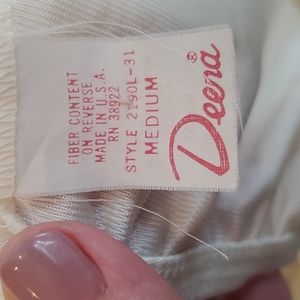 Deena®
MEDIUM
STYLE 2190L-31
RN 38922
MADE IN U.S.A.
ON REVERSE
FIBER CONTENT